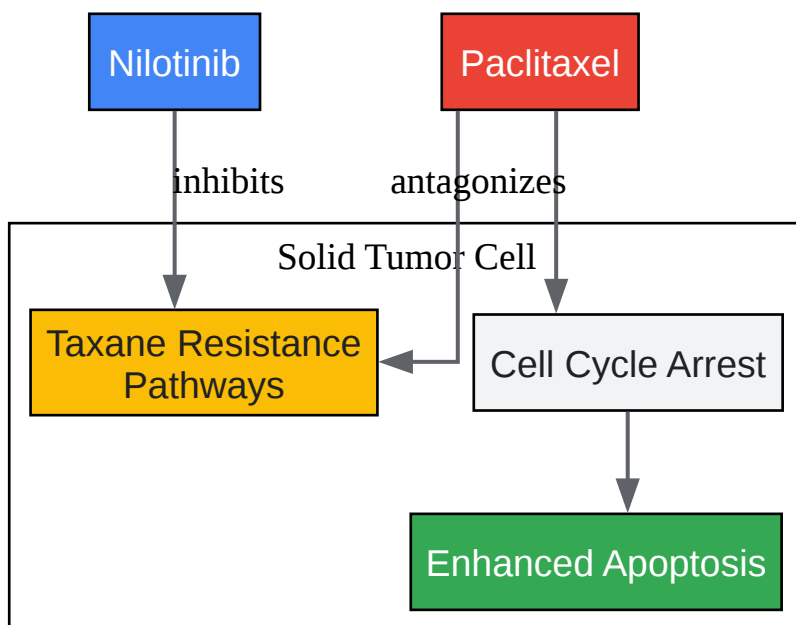 Nilotinib
Paclitaxel
inhibits
antagonizes
Solid Tumor Cell
Taxane Resistance
Pathways
Cell Cycle Arrest
Enhanced Apoptosis